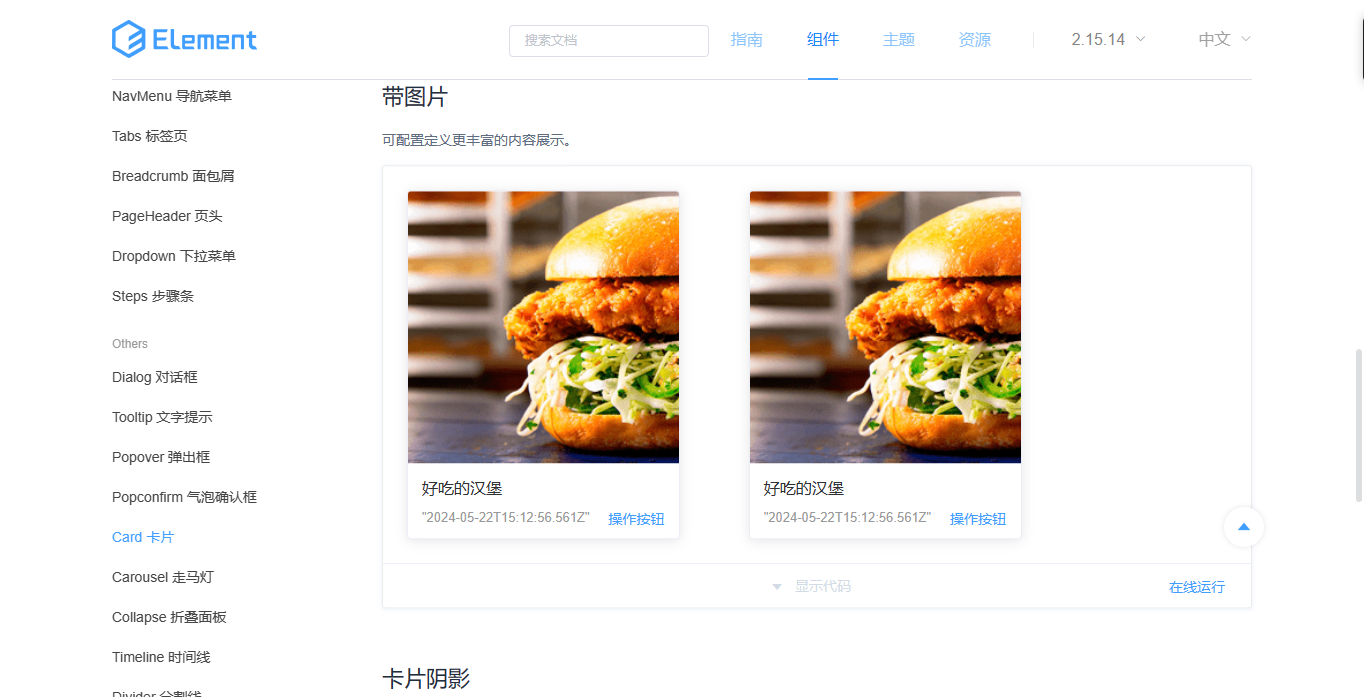 Element
搜索文档
指南
组件
主题
资源
2.15.14
中文
NavMenu 导航菜单
Tabs 标签页
Breadcrumb 面包屑
PageHeader 页头
Dropdown 下拉菜单
Steps 步骤条
Others
Dialog 对话框
Tooltip 文字提示
Popover 弹出框
Popconfirm 气泡确认框
Card 卡片
Carousel 走马灯
Collapse 折叠面板
Timeline 时间线
Divider 分割线
带图片
可配置定义更丰富的内容展示。
好吃的汉堡
"2024-05-22T15:12:56.561Z" 操作按钮
好吃的汉堡
"2024-05-22T15:12:56.561Z" 操作按钮
显示代码
在线运行
卡片阴影